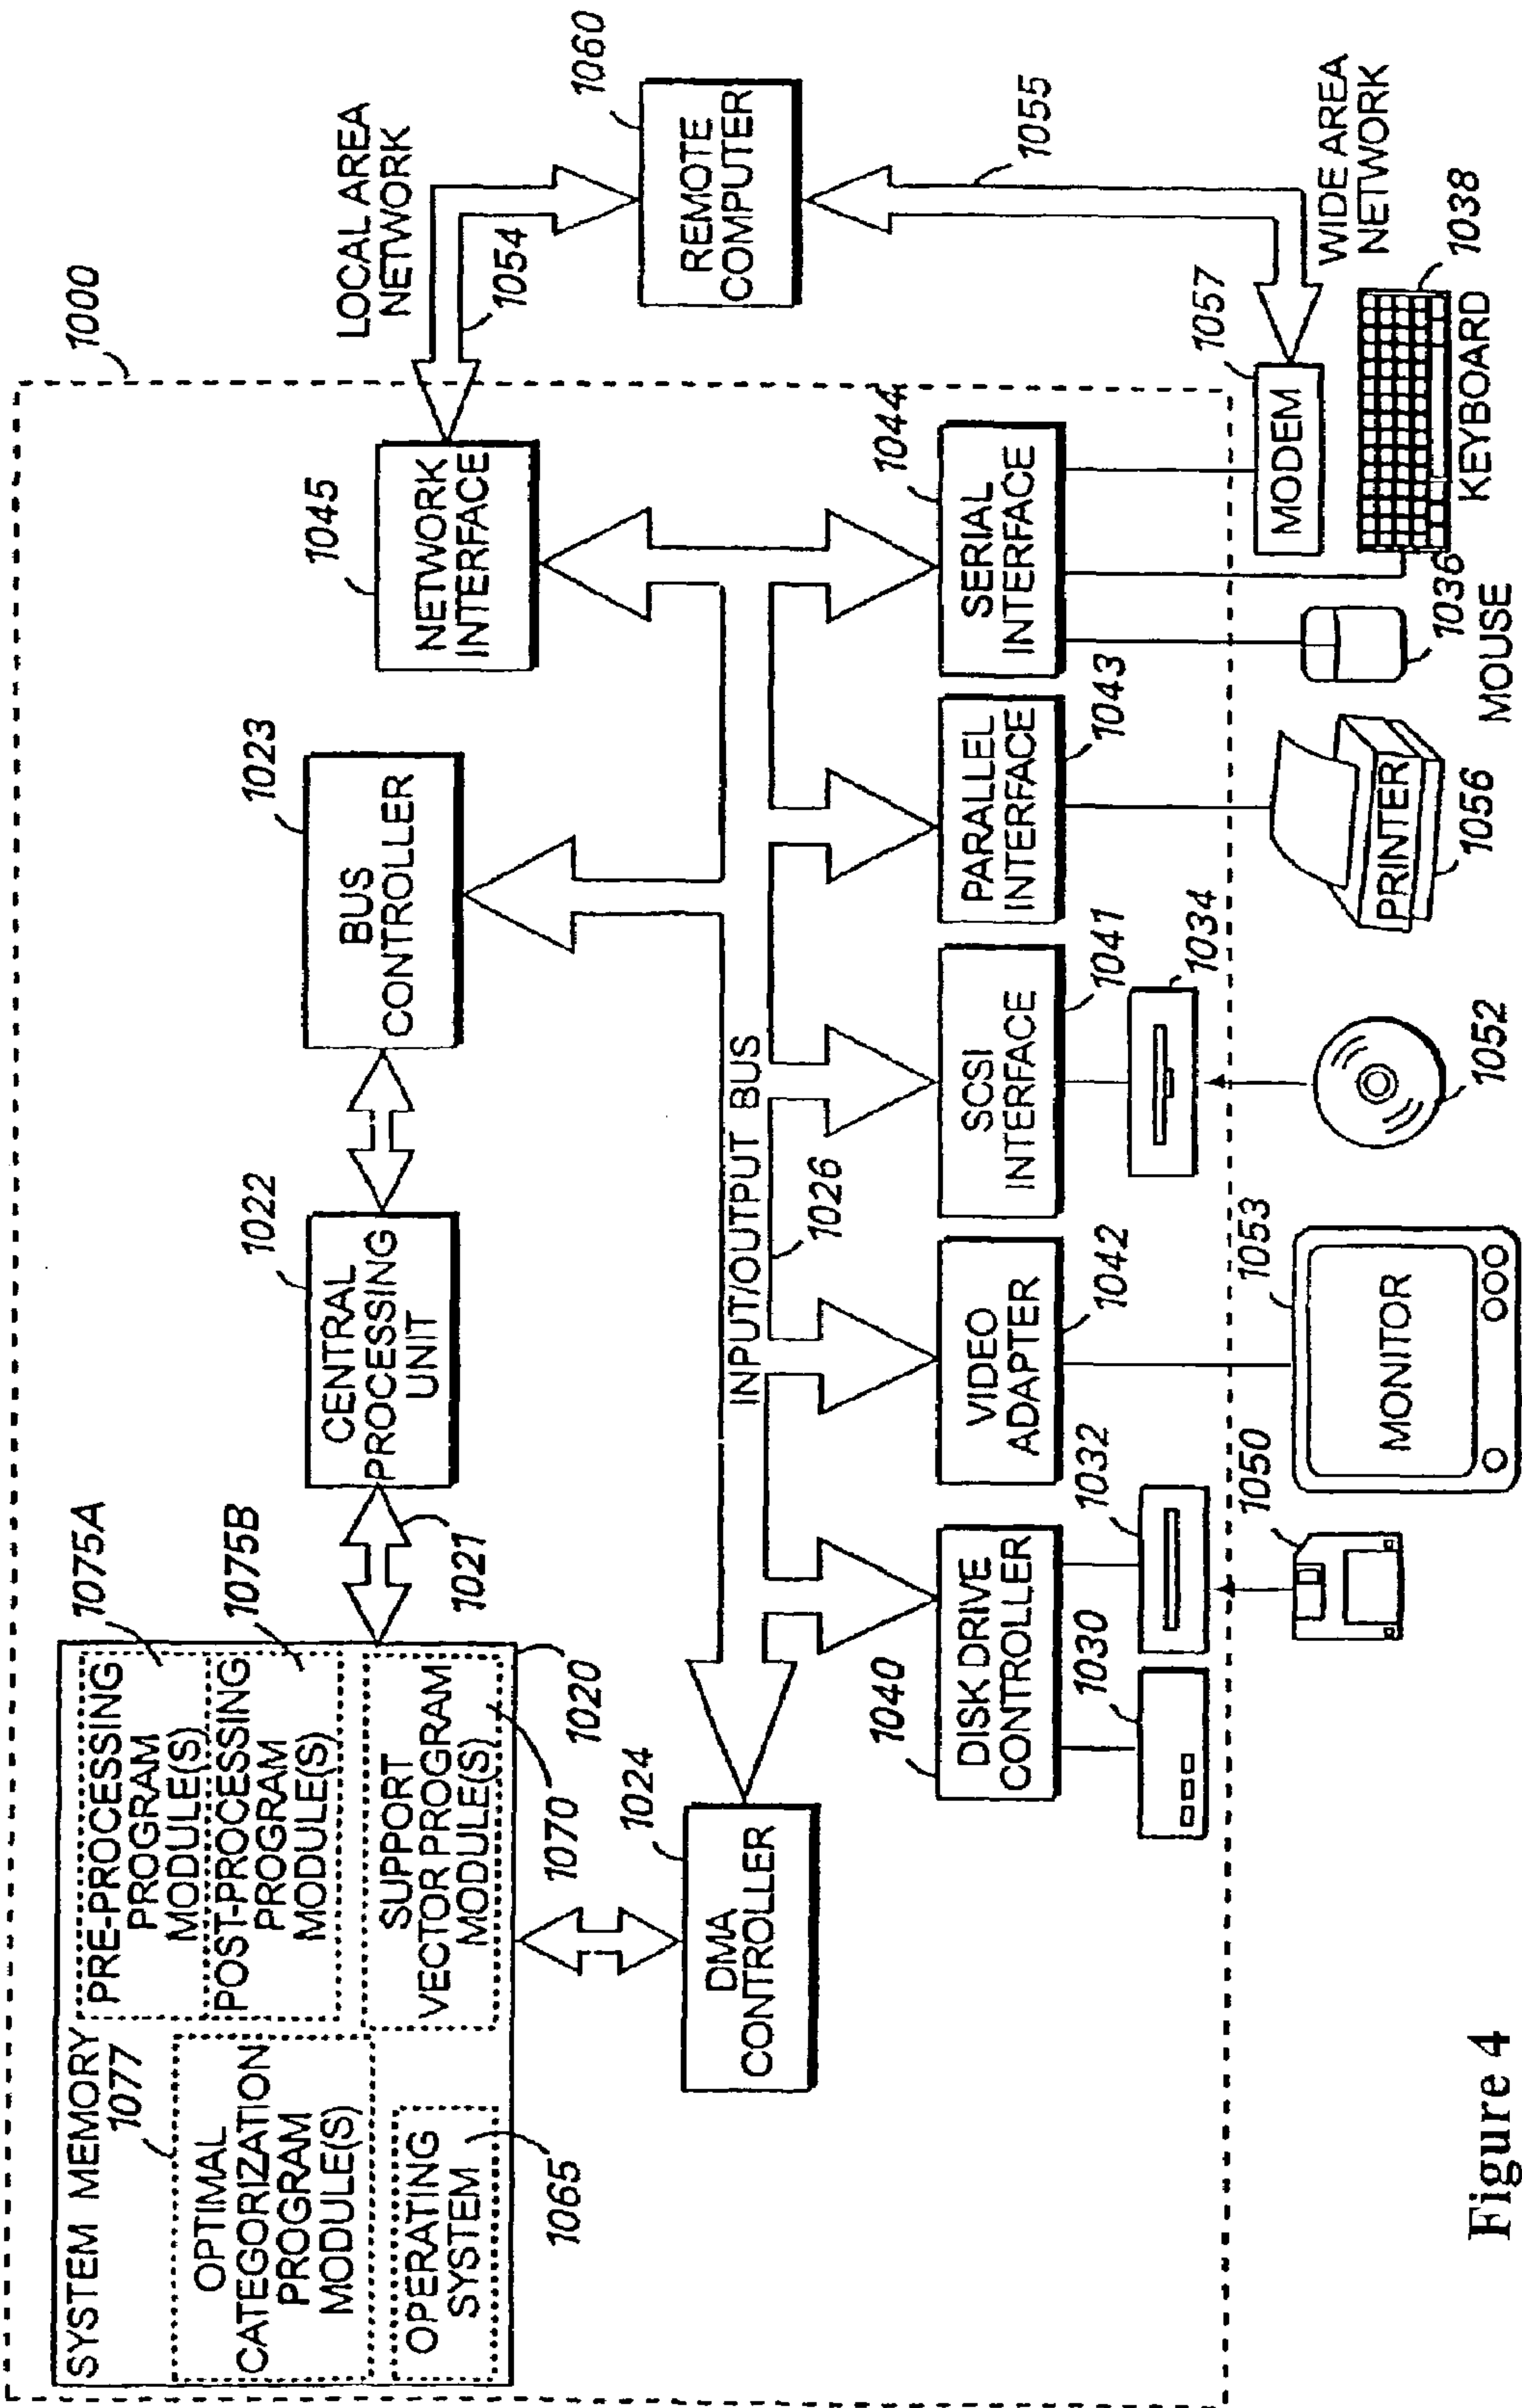 1000
SYSTEM MEMORY
1077
OPTIMAL
CATEGORIZATION
PROGRAM
MODULE(S)
OPERATING
SYSTEM
1065
PRE-PROCESSING
PROGRAM
MODULE(S)
1075A
POST-PROCESSING
PROGRAM
MODULE(S)
1075B
SUPPORT
VECTOR PROGRAM
MODULE(S)
1070
1020
1021
1022
CENTRAL
PROCESSING
UNIT
1023
BUS
CONTROLLER
1045
NETWORK
INTERFACE
LOCAL AREA
NETWORK
1054
1060
REMOTE
COMPUTER
1055
WIDE AREA
NETWORK
1024
DMA
CONTROLLER
INPUT/OUTPUT BUS
1026
1040
DISK DRIVE
CONTROLLER
1030
1032
VIDEO
ADAPTER
1042
SCSI
INTERFACE
1041
1034
PARALLEL
INTERFACE
1043
SERIAL
INTERFACE
1044
1057
MODEM
1050
1053
MONITOR
1052
PRINTER
1056
1036
MOUSE
1038
KEYBOARD
Figure 4